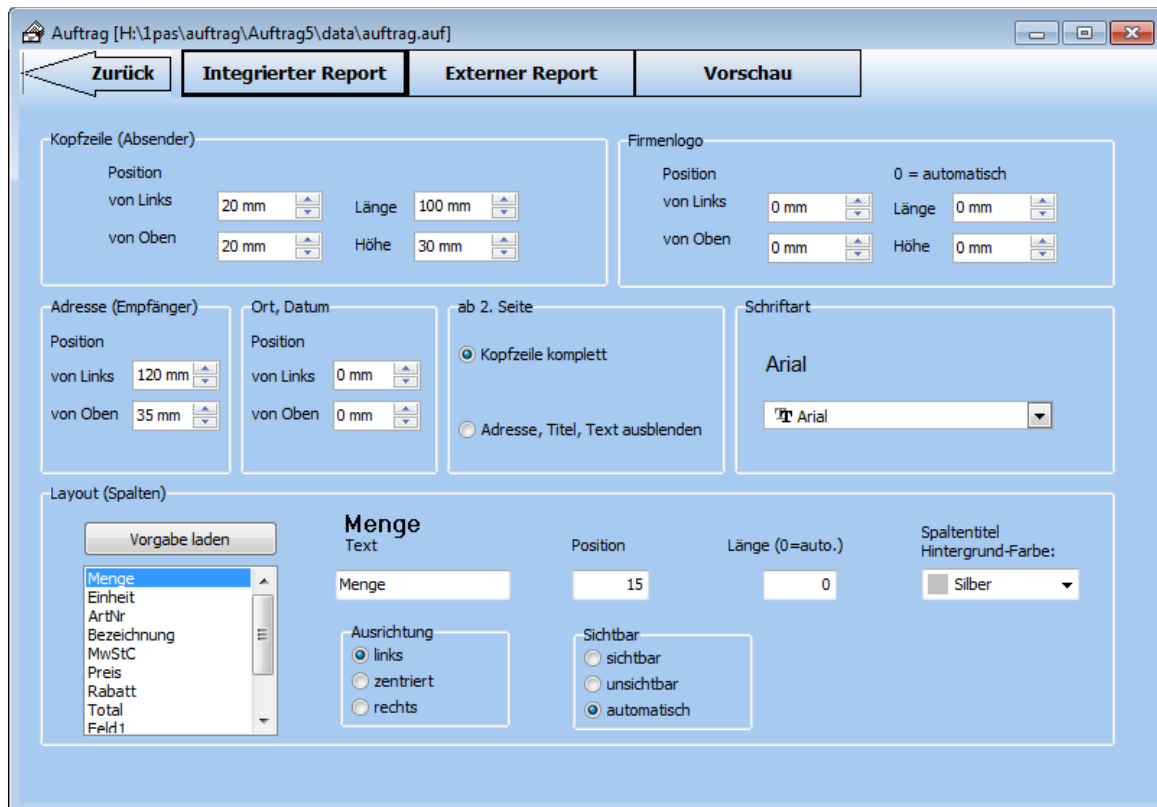 Auftrag [H:\1pas\auftrag\Auftrag5\data\auftrag.auf]
Zurück
Integrierter Report
Externer Report
Vorschau
Kopfzeile (Absender)
Position
von Links
20 mm
Länge
100 mm
von Oben
20 mm
Höhe
30 mm
Firmenlogo
Position
0 = automatisch
von Links
0 mm
Länge
0 mm
von Oben
0 mm
Höhe
0 mm
Adresse (Empfänger)
Position
von Links
120 mm
von Oben
35 mm
Ort, Datum
Position
von Links
0 mm
von Oben
0 mm
ab 2. Seite
Kopfzeile komplett
Adresse, Titel, Text ausblenden
Schriftart
Arial
Arial
Layout (Spalten)
Vorgabe laden
Menge
Einheit
ArtNr
Bezeichnung
MwStC
Preis
Rabatt
Total
Feld1
Menge
Text
Menge
Position
15
Länge (0=auto.)
0
Spaltentitel
Hintergrund-Farbe:
Silber
Ausrichtung
links
zentriert
rechts
Sichtbar
sichtbar
unsichtbar
automatisch